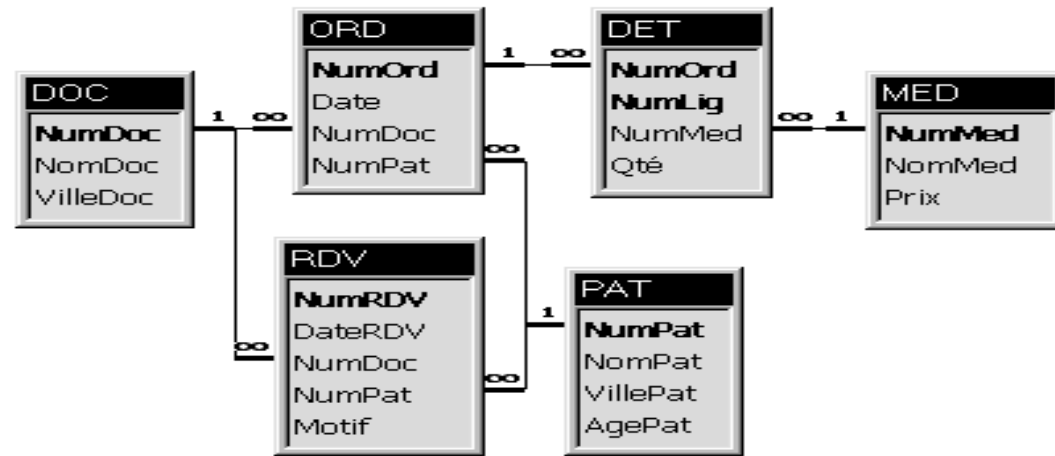 DOC
NumDoc
NomDoc
VilleDoc
1
∞
ORD
NumOrd
Date
NumDoc
NumPat
1
∞
∞
DET
NumOrd
NumLig
NumMed
Qté
∞
1
MED
NumMed
NomMed
Prix
RDV
NumRDV
DateRDV
NumDoc
NumPat
Motif
∞
∞
1
PAT
NumPat
NomPat
VillePat
AgePat